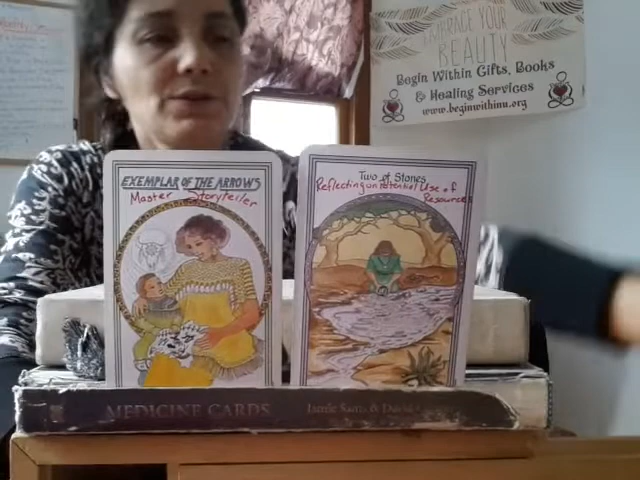 EMBRACE YOUR
BEAUTY
Begin Within Gifts, Books
& Healing Services
www.beginwithinu.org
EXEMPLAR OF THE ARROWS
Master Storyteller
Two of Stones
Reflecting on Potential Use of
Resources
MEDICINE CARDS
Jamie Sams & David